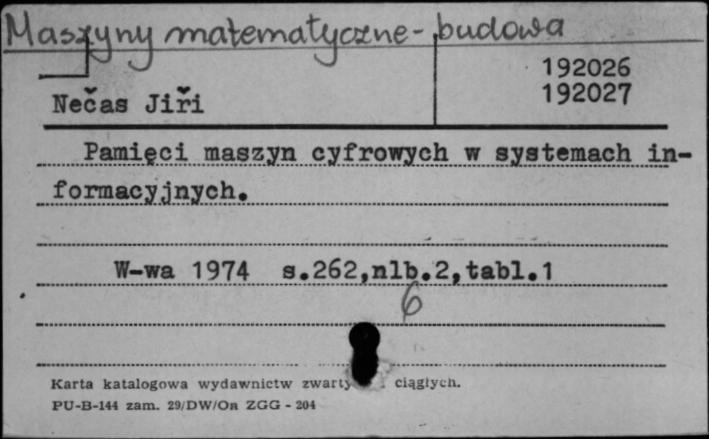 Maszyny matematyczne - budowa
192026
Nečas Jiří
192027
Pamięci maszyn cyfrowych w systemach in-
formacyjnych.
W-wa 1974 s.262,nlb.2,tabl.1
6
Karta katalogowa wydawnictw zwarty ciągłych.
PU-B-144 zam. 29/DW/On ZGG - 204